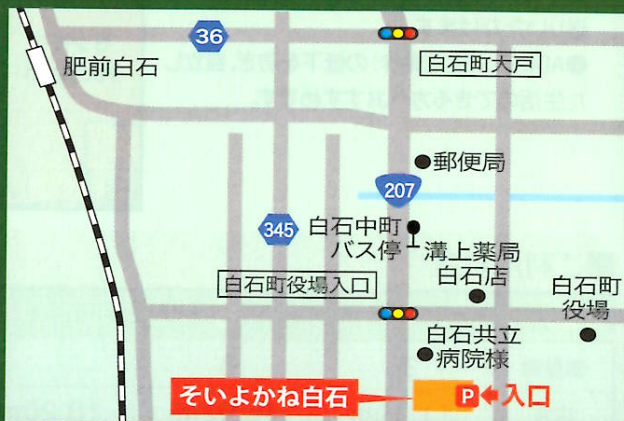 36
肥前白石
白石町大戸
郵便局
207
345
白石中町
バス停
溝上薬局
白石店
白石町役場入口
白石町
役場
白石共立
病院様
そいよかね白石
P
入口